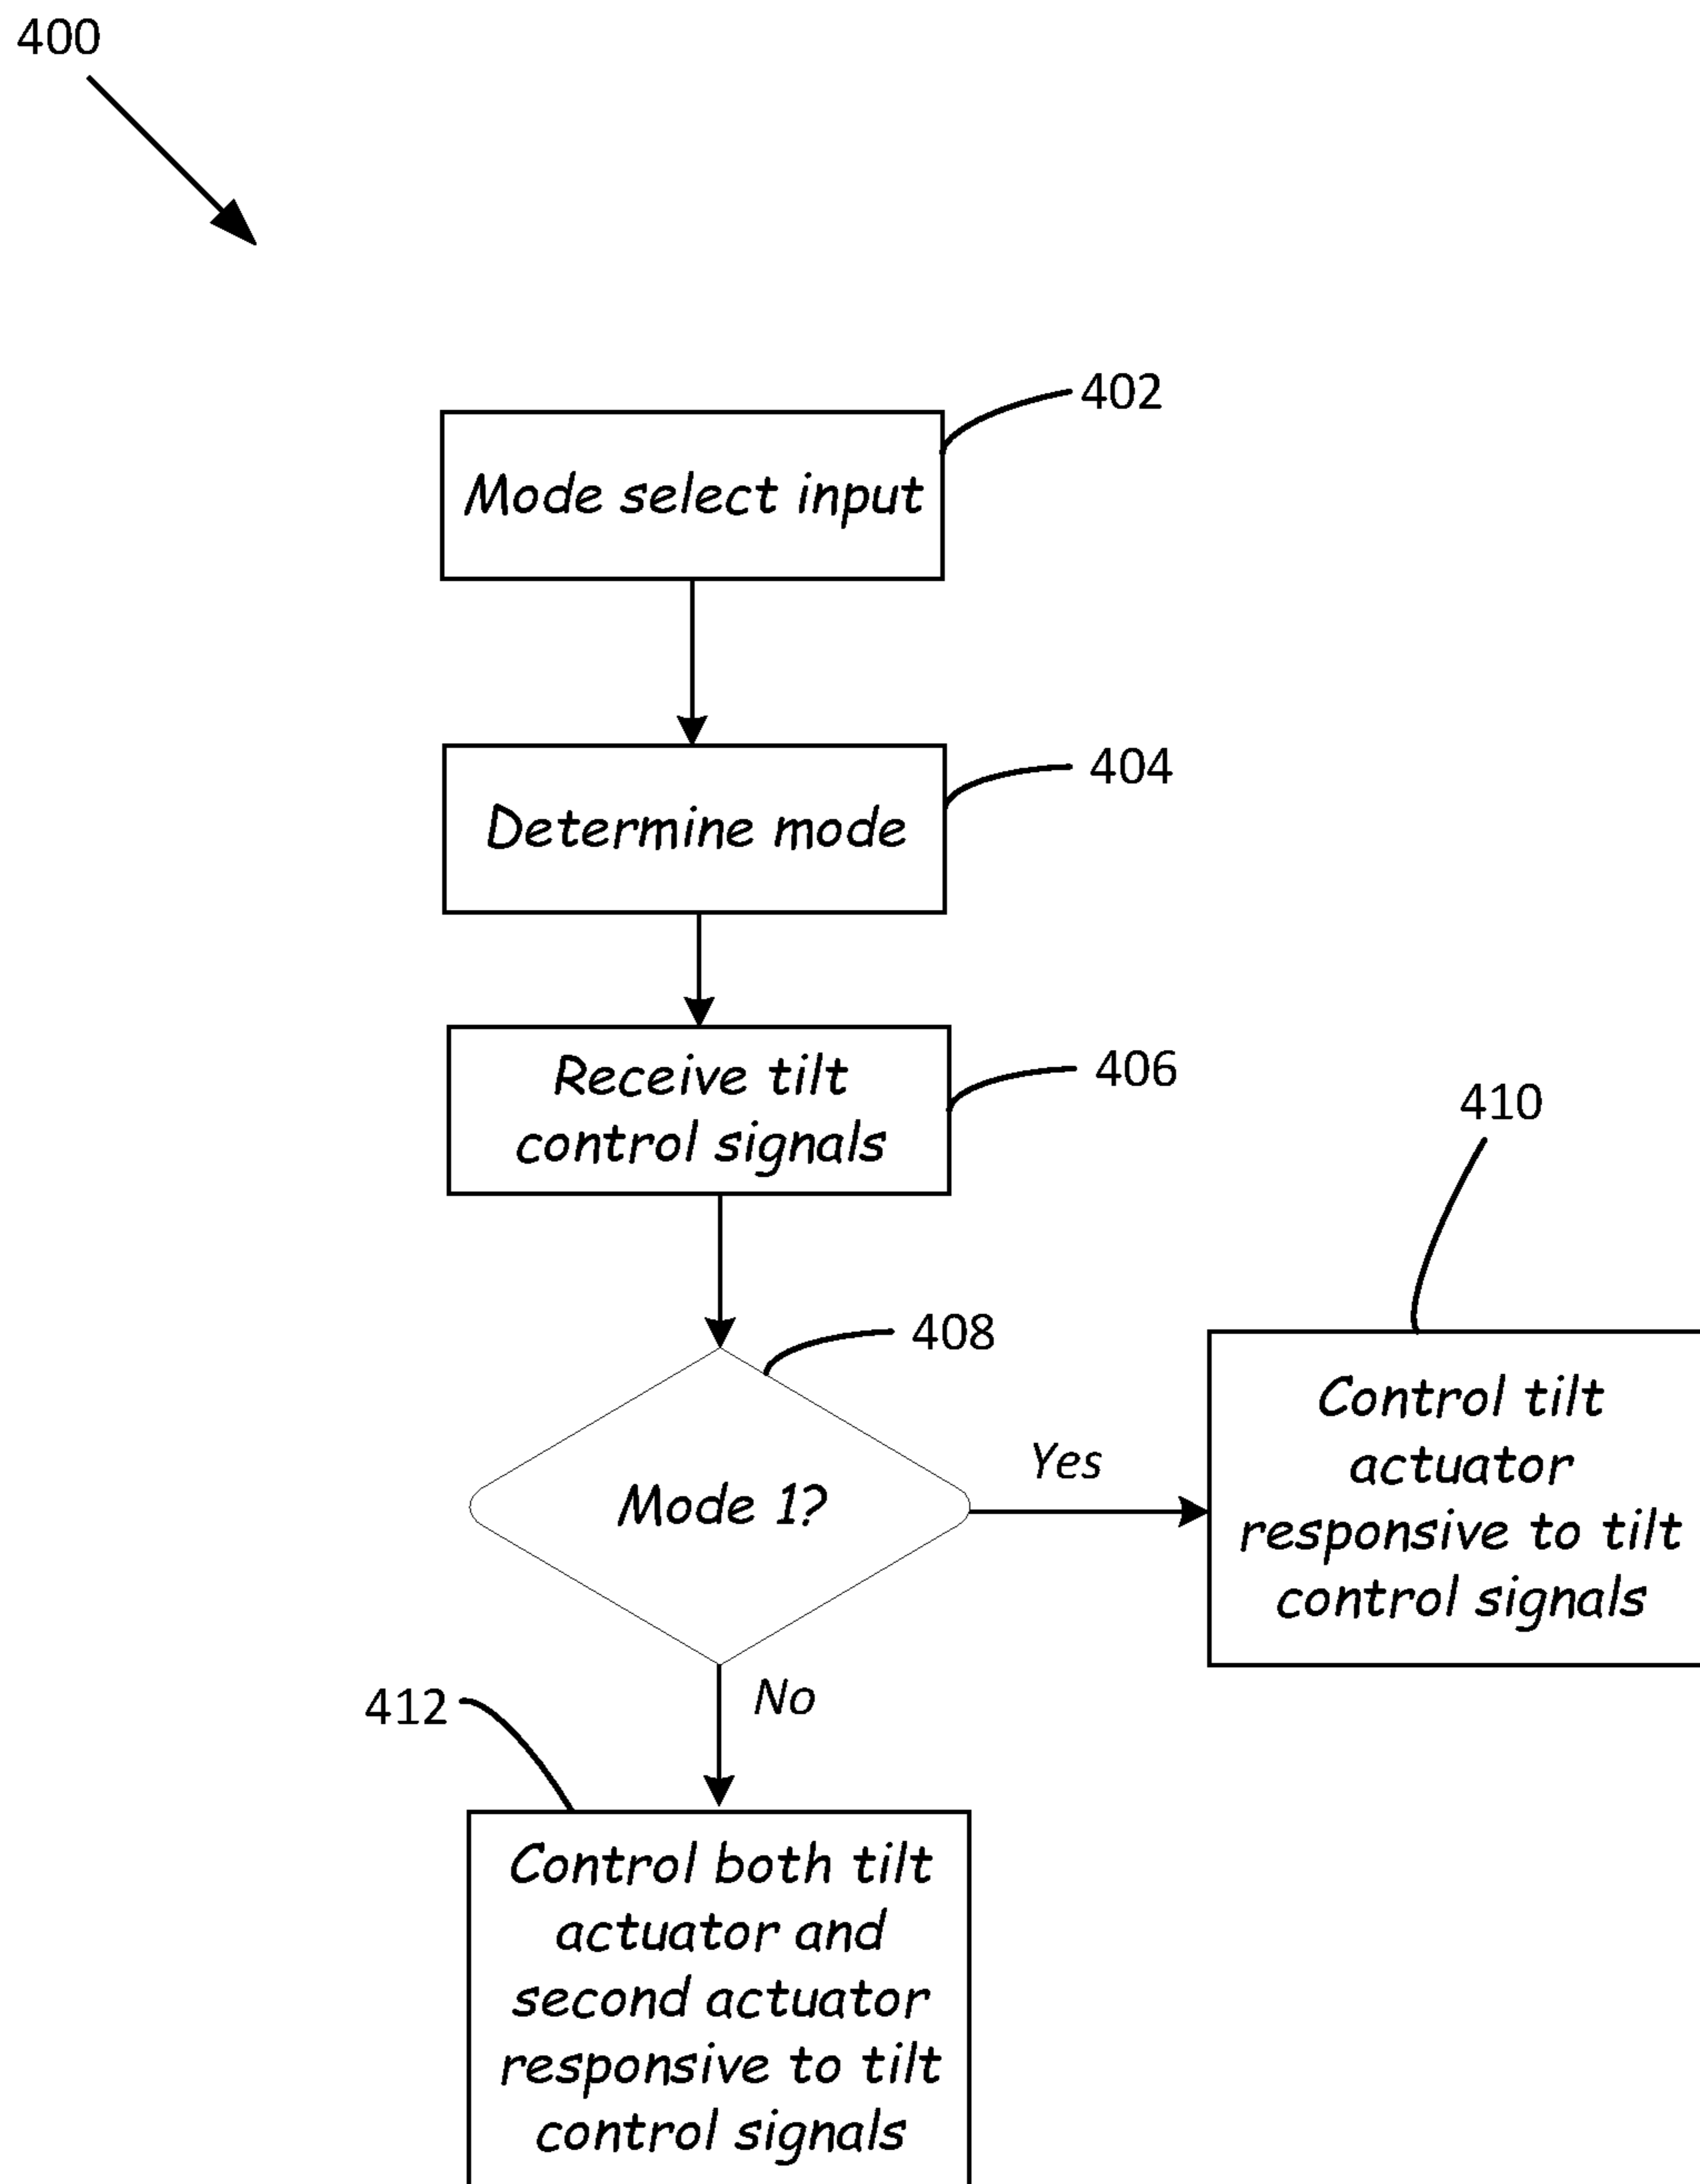 400
402
Mode select input
404
Determine mode
406
Receive tilt
control signals
410
408
Mode 1?
Yes
Control tilt
actuator
responsive to tilt
control signals
No
412
Control both tilt
actuator and
second actuator
responsive to tilt
control signals